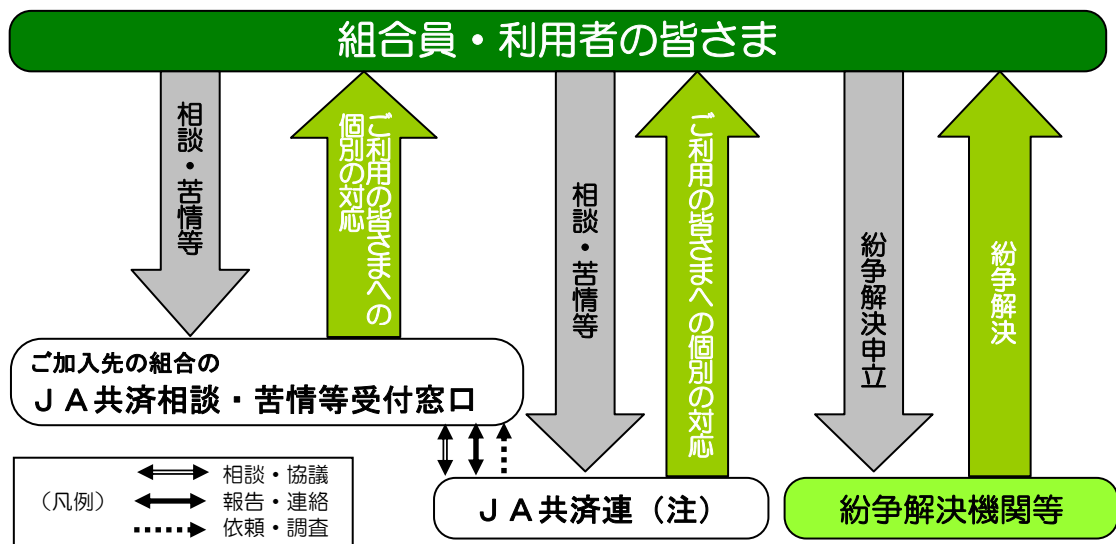 組合員・利用者の皆さま
相談・苦情等
ご利用の皆さまへの
個別の対応
相談・苦情等
ご利用の皆さまへの個別の対応
紛争解決申立
紛争解決
ご加入先の組合の
ＪＡ共済相談・苦情等受付窓口
（凡例）
相談・協議
報告・連絡
依頼・調査
ＪＡ共済連（注）
紛争解決機関等